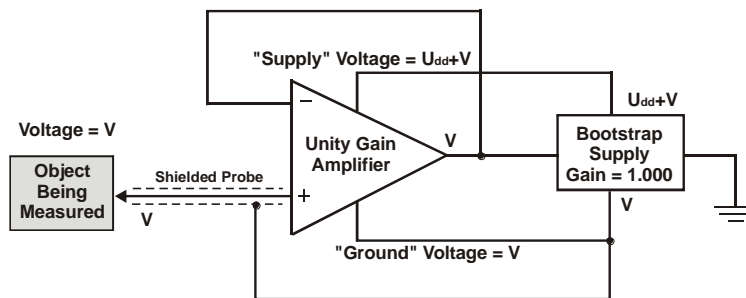 "Supply" Voltage = Udd+V
Udd+V
Voltage = V
−
Unity Gain
Amplifier
V
Bootstrap
Supply
Gain = 1.000
Object
Being
Measured
Shielded Probe
+
V
V
"Ground" Voltage = V